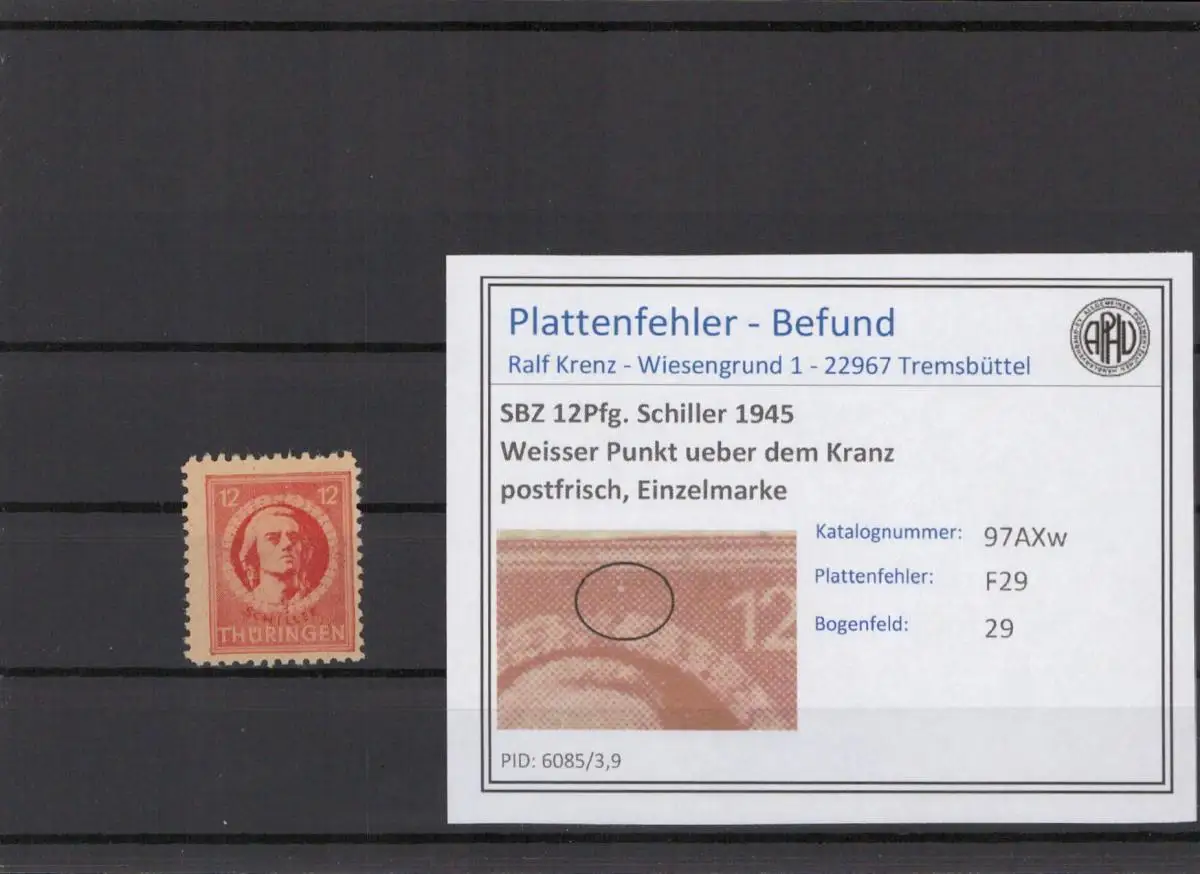 12 12
SCHILLER
THÜRINGEN
Plattenfehler - Befund
Ralf Krenz - Wiesengrund 1 - 22967 Tremsbüttel
APHV
SBZ 12Pfg. Schiller 1945
Weisser Punkt ueber dem Kranz
postfrisch, Einzelmarke
12
Katalognummer: 97AXw
Plattenfehler: F29
Bogenfeld: 29
PID: 6085/3,9